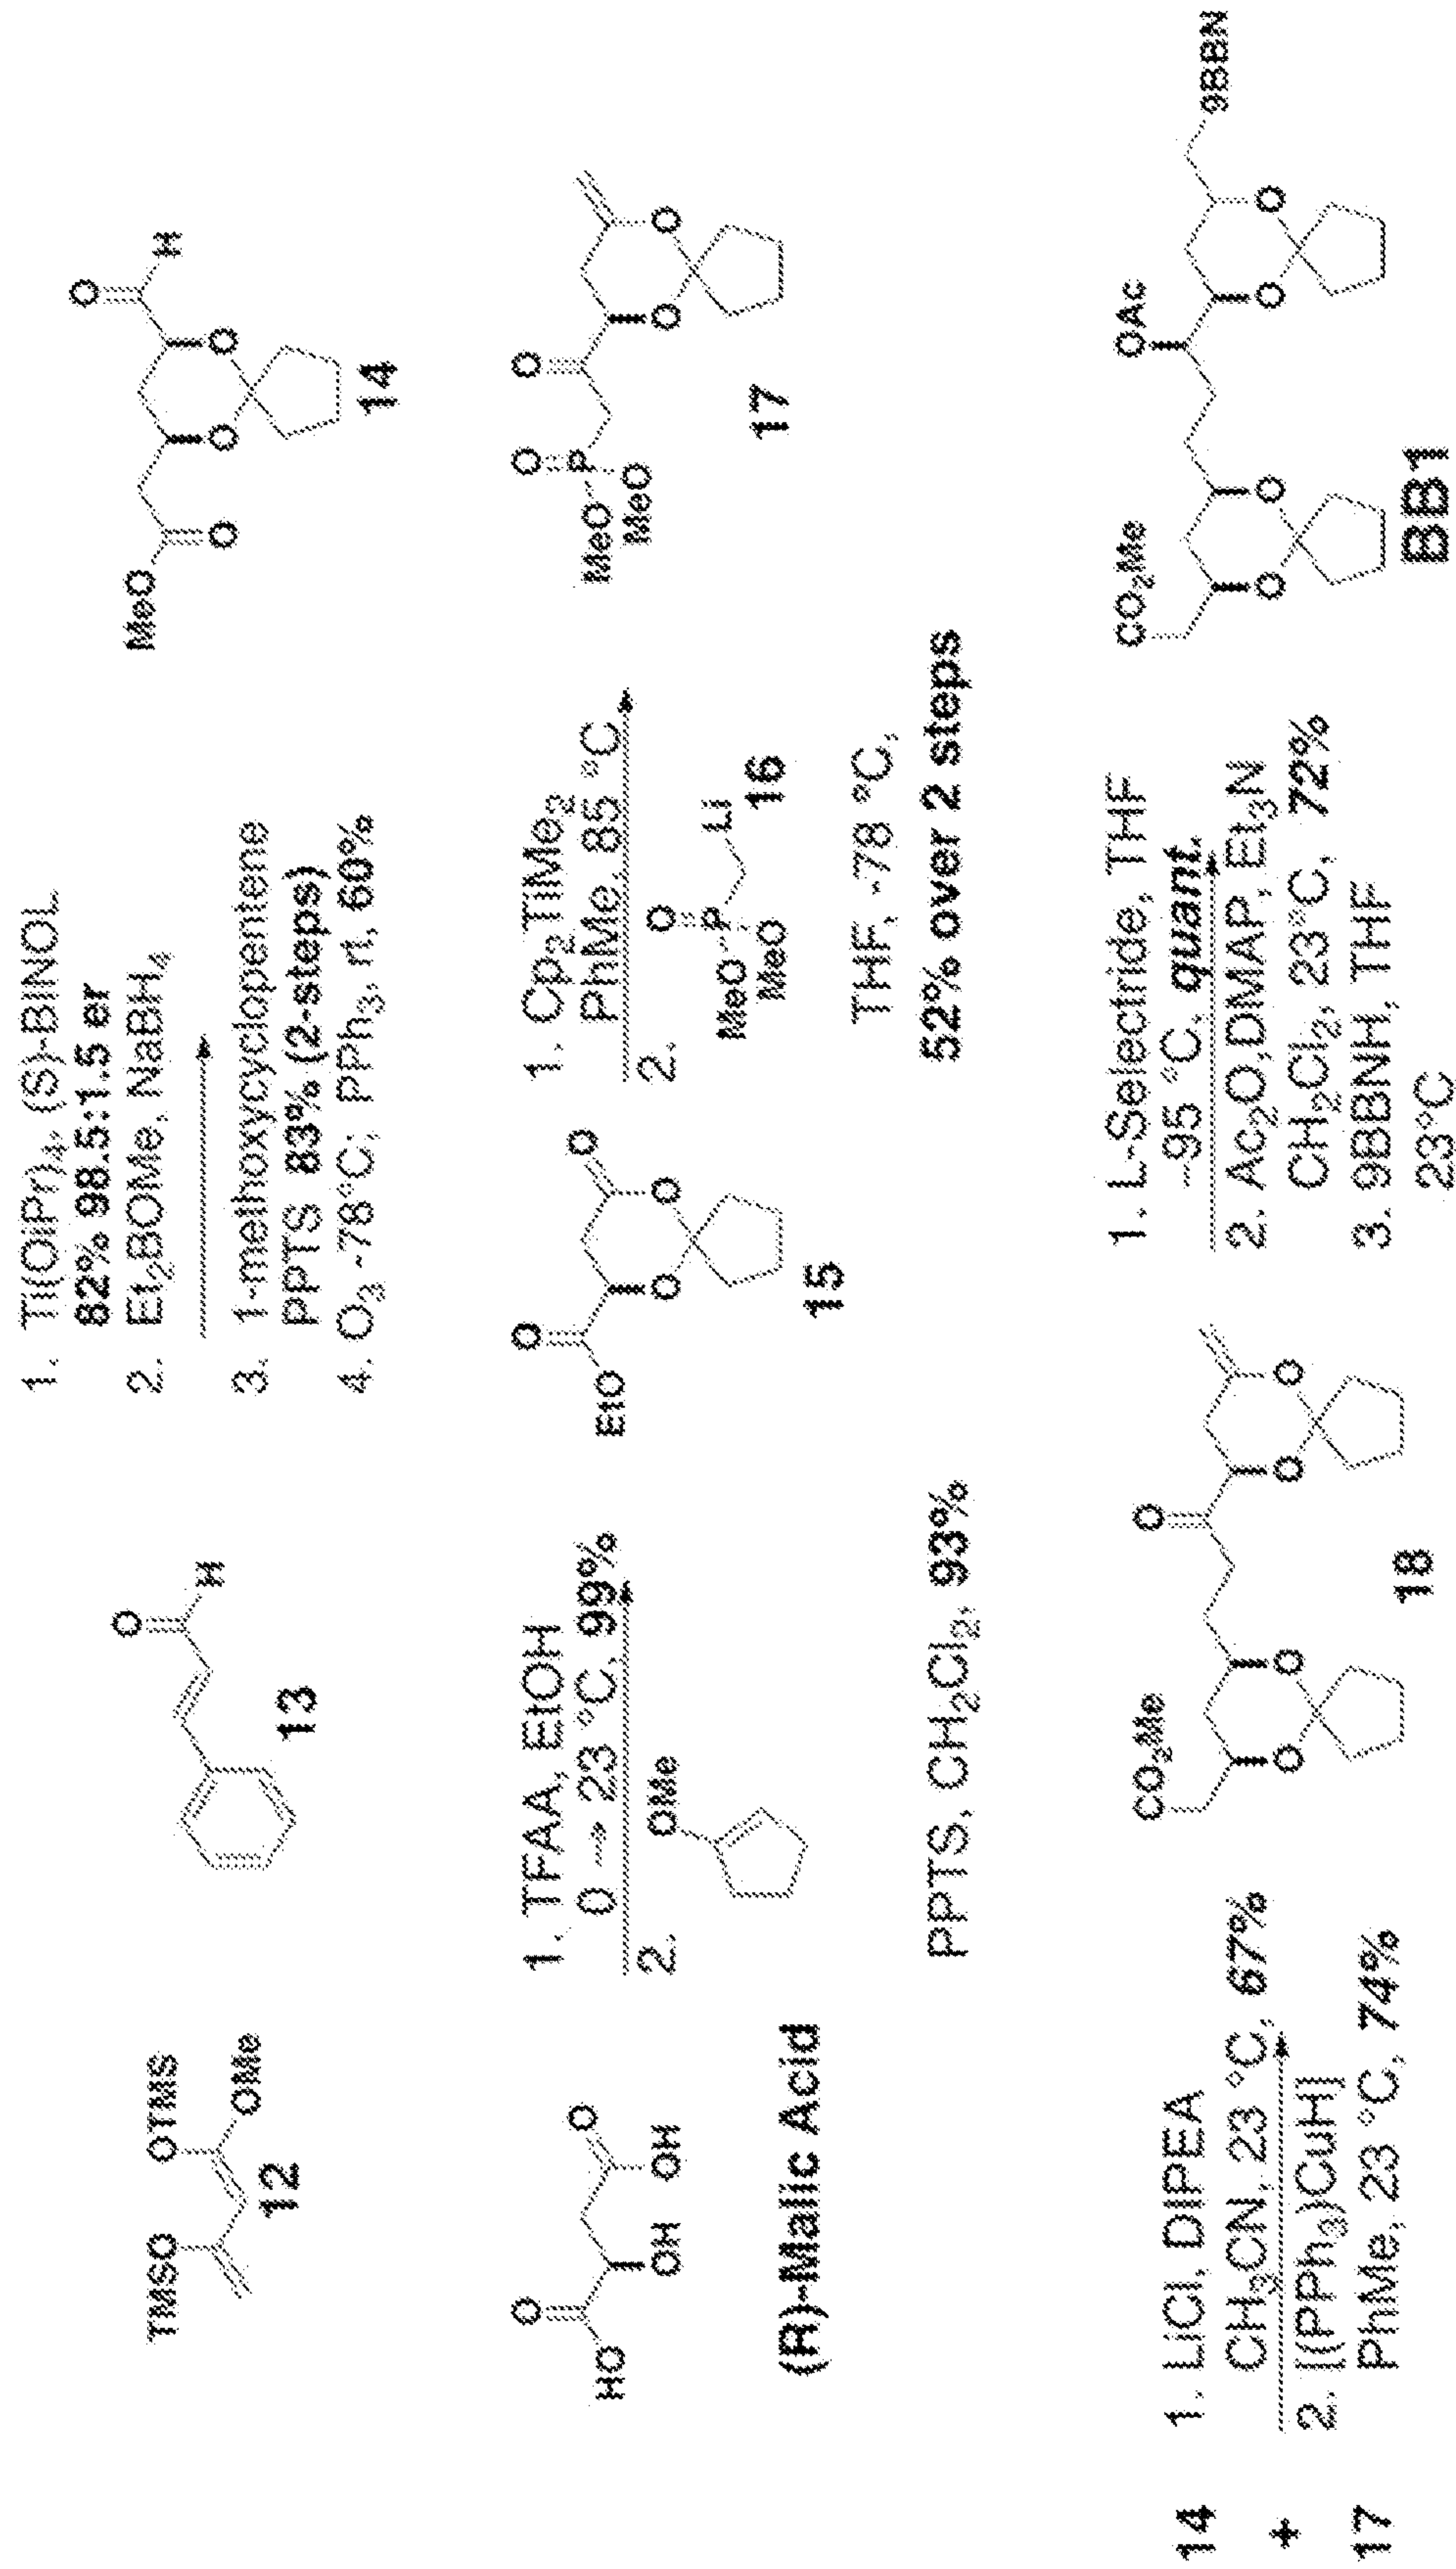 TMSO OTMS
OMe
12
O
H
13
1. Ti(OiPr)4, (S)-BINOL
82% 98.5:1.5 er
2. Et2BOMe, NaBH4
3. 1-methoxycyclopentene
PPTS 83% (2-steps)
4. O3 -78°C; PPh3, rt, 60%
MeO
O
O O
O
H
14
O
HO
OH OH
O
(R)-Malic Acid
1. TFAA, EtOH
0 → 23 °C, 99%
2.
OMe
PPTS, CH2Cl2, 93%
O
EtO
O O
O
15
1. Cp2TiMe2
PhMe, 85 °C
2.
O
MeO-P Li
MeO
16
THF, -78 °C,
52% over 2 steps
O O
MeO-P
MeO
O O
17
14
+
17
1. LiCl, DIPEA
CH3CN, 23 °C, 67%
2. [(PPh3)CuH]
PhMe, 23 °C, 74%
CO2Me
O
O O O O
18
1. L-Selectride, THF
-95 °C, quant.
2. Ac2O,DMAP, Et3N
CH2Cl2, 23°C, 72%
3. 9BBNH, THF
23°C
CO2Me
OAc
9BBN
O O O O
BB1